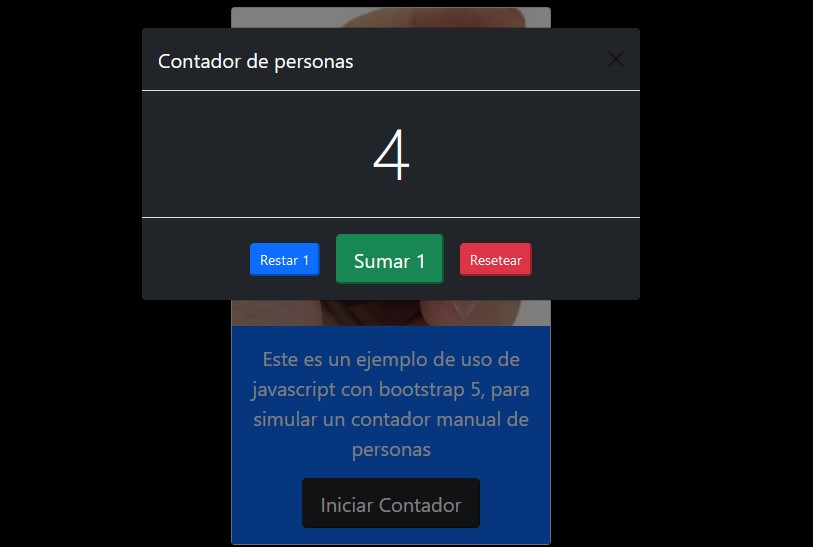 Contador de personas
4
Restar 1 Sumar 1 Resetear
Este es un ejemplo de uso de
javascript con bootstrap 5, para
simular un contador manual de
personas
Iniciar Contador